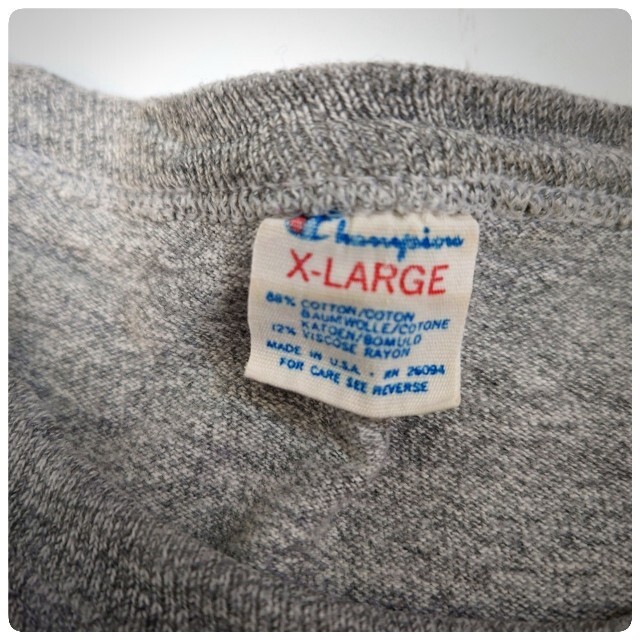 Champion
X-LARGE
88% COTTON/COTON
BAUMWOLLE/COTONE
KATOEN/BOMULD
12% VISCOSE RAYON
MADE IN U.S.A. • RN 26094
FOR CARE SEE REVERSE